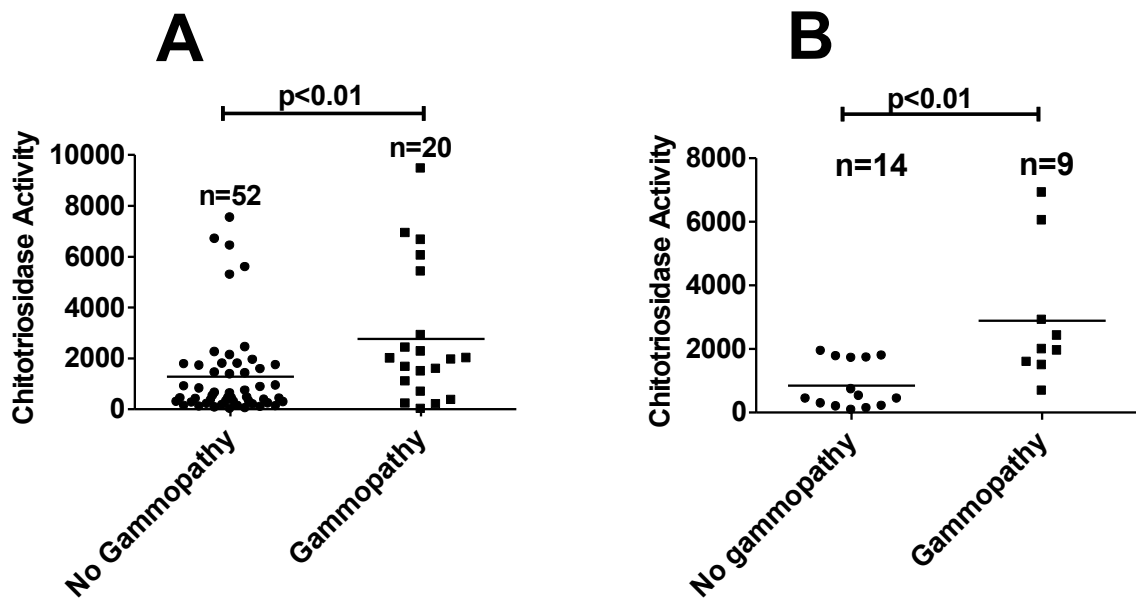 A
p<0.01
n=52
n=20
Chitotriosidase Activity
10000
8000
6000
4000
2000
0
No Gammopathy
Gammopathy
B
p<0.01
n=14
n=9
Chitotriosidase Activity
8000
6000
4000
2000
0
No gammopathy
Gammopathy